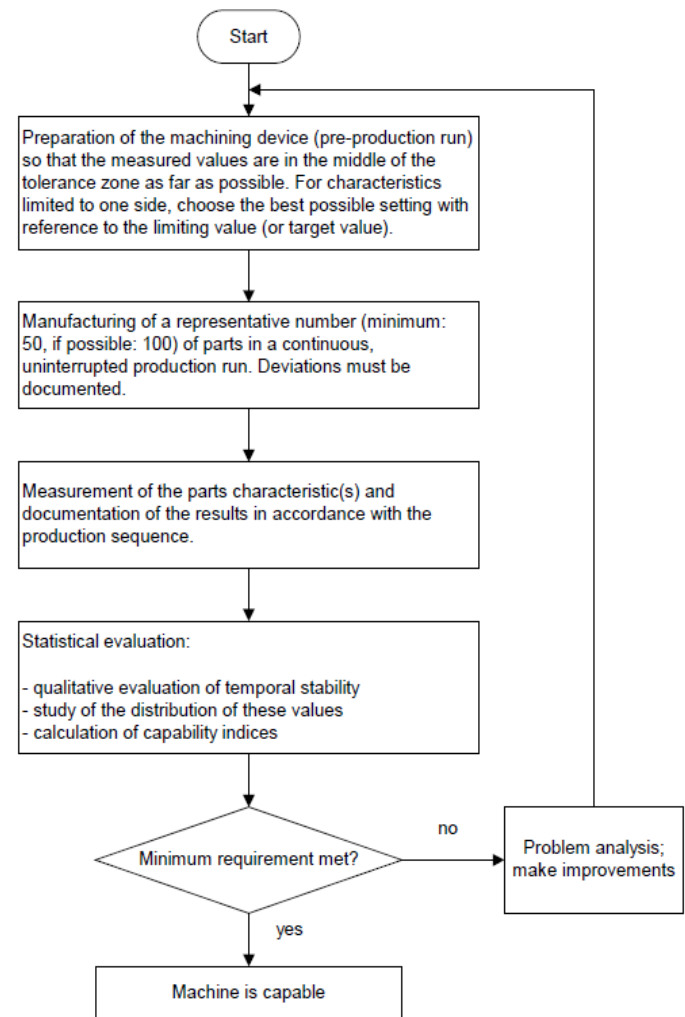 Start
Preparation of the machining device (pre-production run)
so that the measured values are in the middle of the
tolerance zone as far as possible. For characteristics
limited to one side, choose the best possible setting with
reference to the limiting value (or target value).
Manufacturing of a representative number (minimum:
50, if possible: 100) of parts in a continuous,
uninterrupted production run. Deviations must be
documented.
Measurement of the parts characteristic(s) and
documentation of the results in accordance with the
production sequence.
Statistical evaluation:
- qualitative evaluation of temporal stability
- study of the distribution of these values
- calculation of capability indices
Minimum requirement met?
no
Problem analysis;
make improvements
yes
Machine is capable